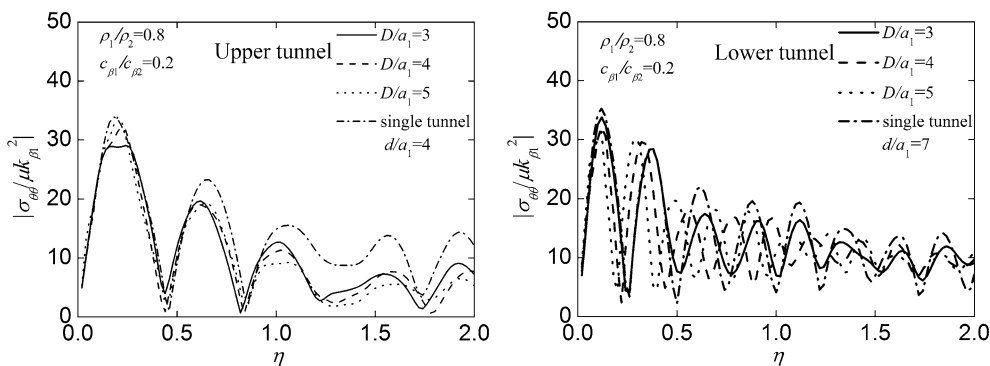 50
40
30
20
10
0
|σθθ/μkβ1²|
ρ1/ρ2=0.8
cβ1/cβ2=0.2
Upper tunnel
D/a1=3
D/a1=4
D/a1=5
single tunnel
d/a1=4
0.0 0.5 1.0 1.5 2.0
η
50
40
30
20
10
0
|σθθ/μkβ1²|
ρ1/ρ2=0.8
cβ1/cβ2=0.2
Lower tunnel
D/a1=3
D/a1=4
D/a1=5
single tunnel
d/a1=7
0.0 0.5 1.0 1.5 2.0
η